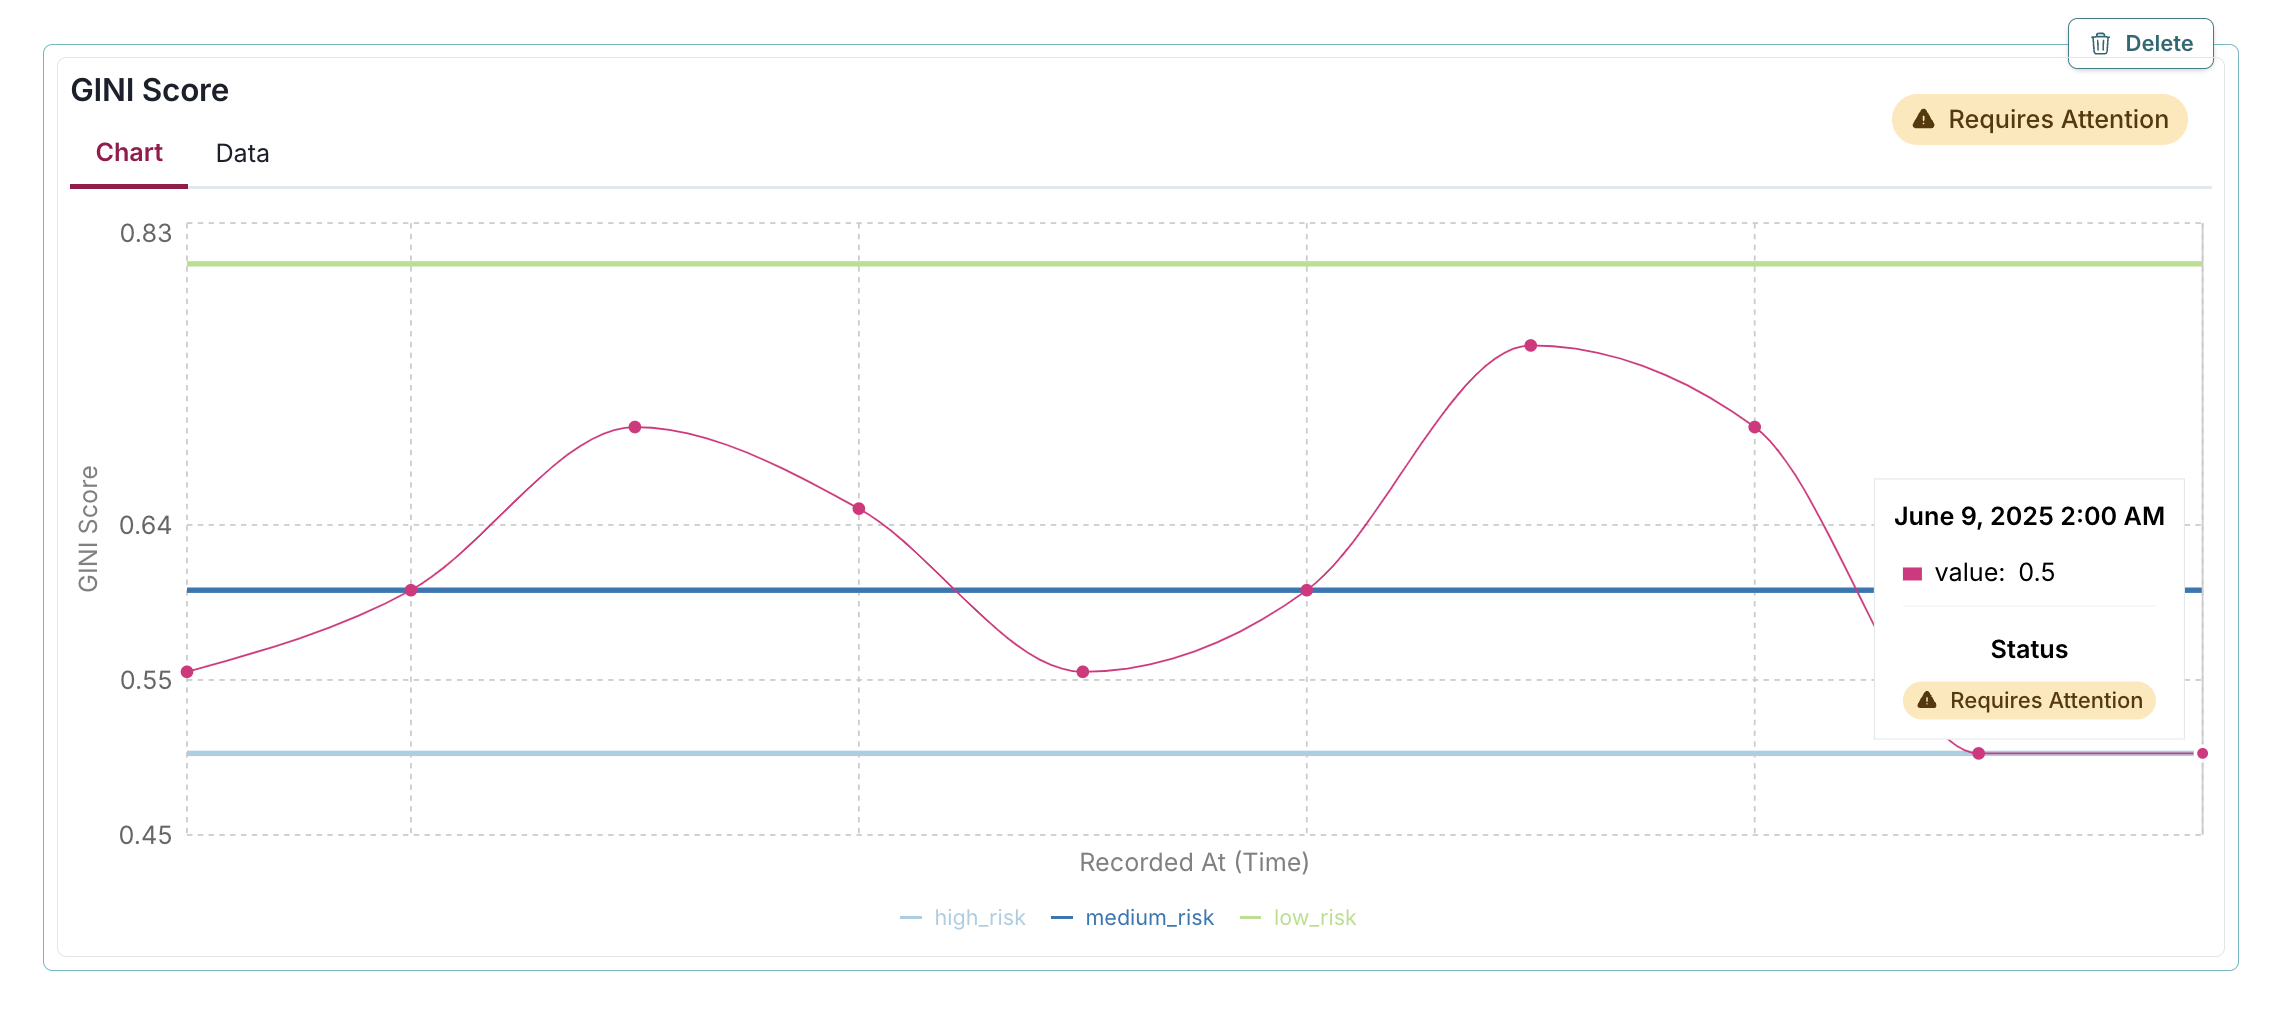 Delete
GINI Score
Requires Attention
Chart
Data
0.83
0.64
0.55
0.45
GINI Score
June 9, 2025 2:00 AM
value: 0.5
Status
Requires Attention
Recorded At (Time)
high_risk
medium_risk
low_risk